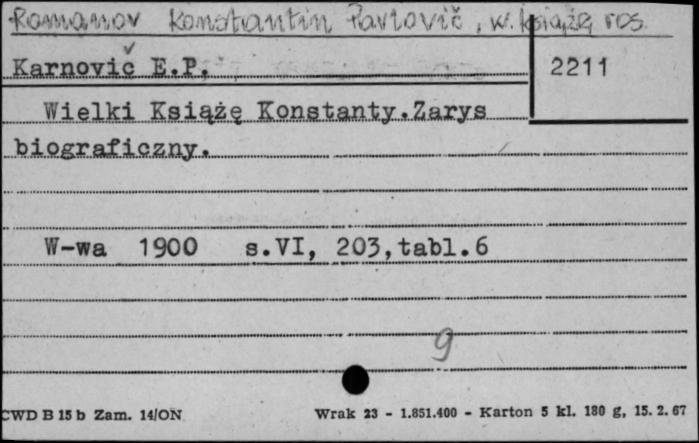 Romanov Konstantin Pavlovič, w. książę ros.
Karnovič E.P.
2211
Wielki Książę Konstanty.Zarys
biograficzny.
W-wa 1900 s.VI, 203,tabl.6
9
CWD B 15 b Zam. 14/ON
Wrak 23 - 1.851.400 - Karton 5 kl. 180 g, 15. 2. 67